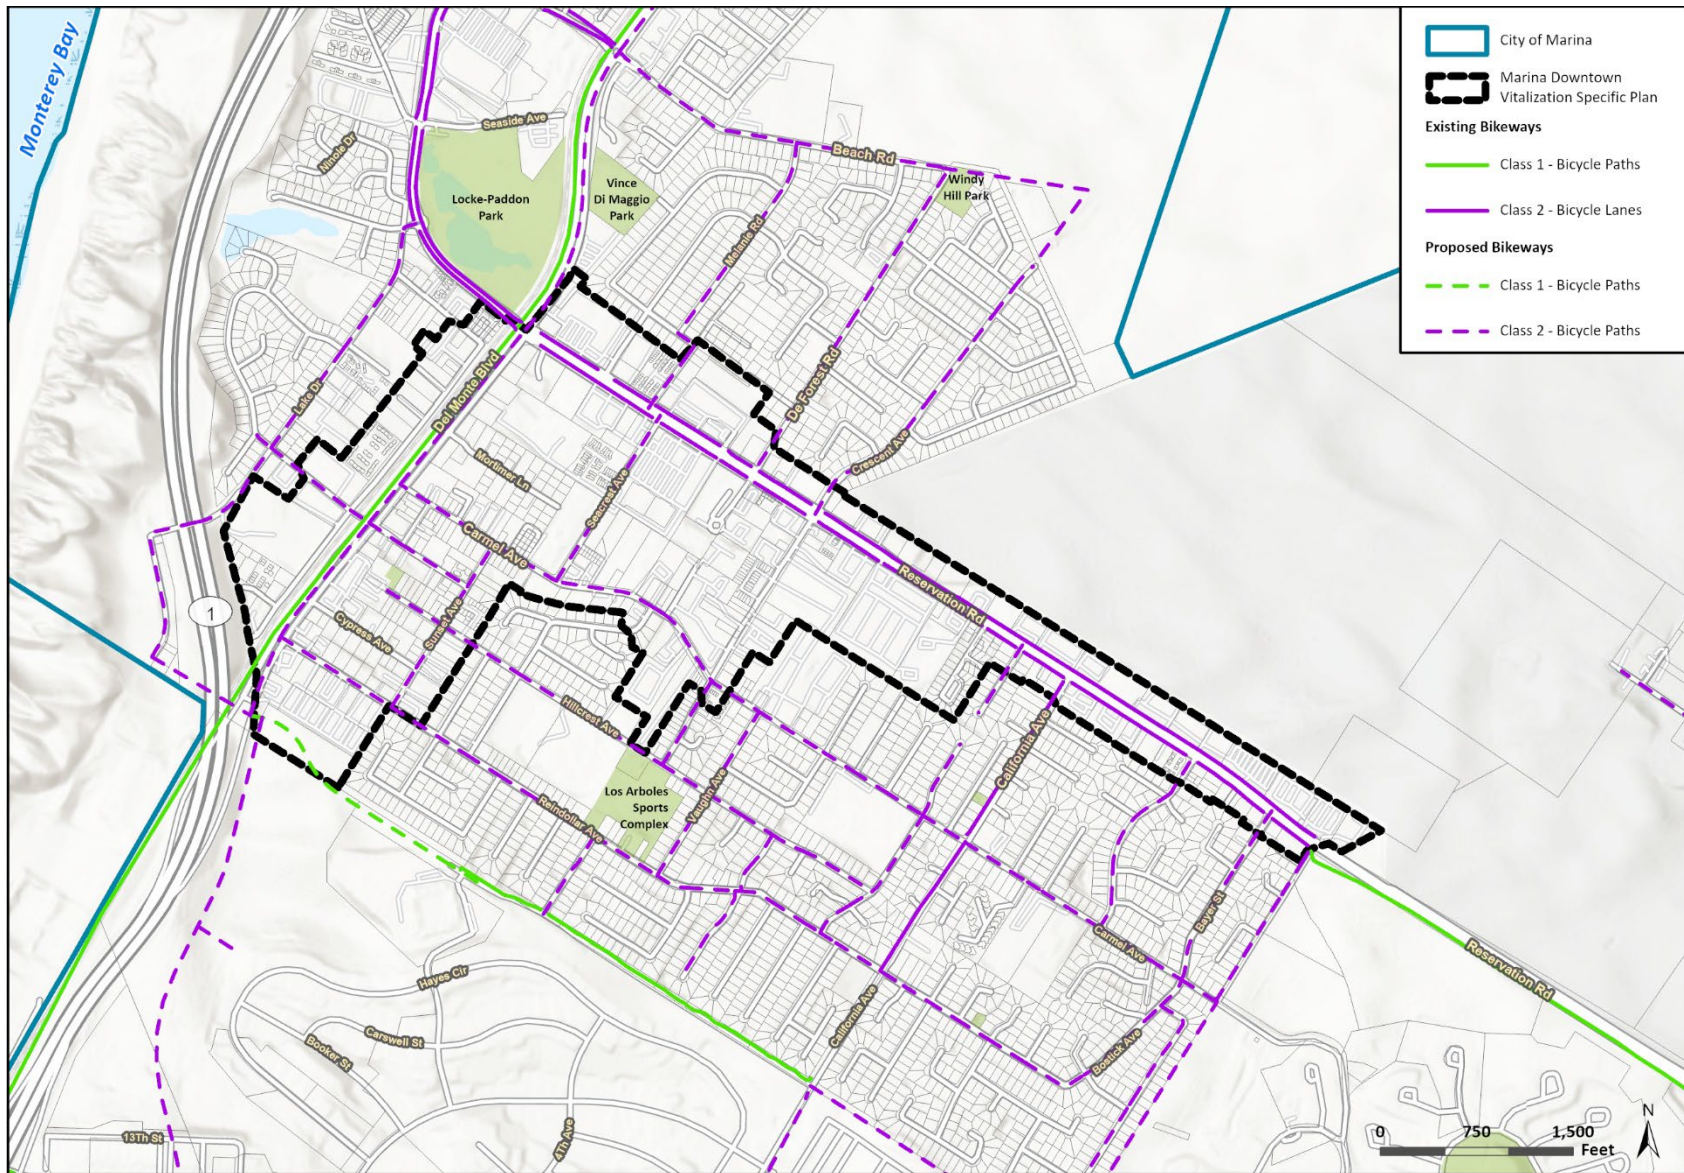 Monterey Bay
Seaside Ave
Ninole Dr
Locke-Paddon
Park
Vince
Di Maggio
Park
Beach Rd
Windy
Hill Park
Melanie Rd
De Forest Rd
Crescent Ave
Lake Dr
Del Monte Blvd
Mortimer Ln
Seacrest Ave
Carmel Ave
Sunset Ave
Cypress Ave
1
Reservation Rd
Hillcrest Ave
California Ave
Los Arboles
Sports
Complex
Vaughn Ave
Reindollar Ave
Bayer St
Carmel Ave
Reservation Rd
Hayes Cir
Carswell St
Booker St
California Ave
Bostick Ave
13Th St
4Th Ave
City of Marina
Marina Downtown
Vitalization Specific Plan
Existing Bikeways
Class 1 - Bicycle Paths
Class 2 - Bicycle Lanes
Proposed Bikeways
Class 1 - Bicycle Paths
Class 2 - Bicycle Paths
N
0 750 1,500
Feet